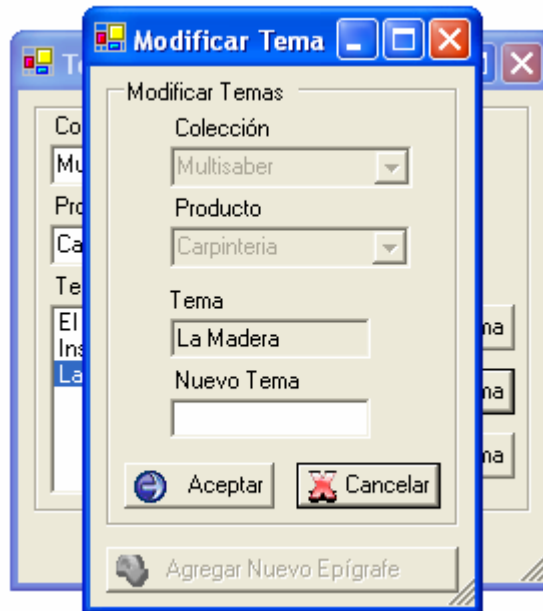 Modificar Tema
Modificar Temas
Colección
Multisaber
Producto
Carpinteria
Tema
La Madera
Nuevo Tema
Aceptar
Cancelar
Agregar Nuevo Epígrafe